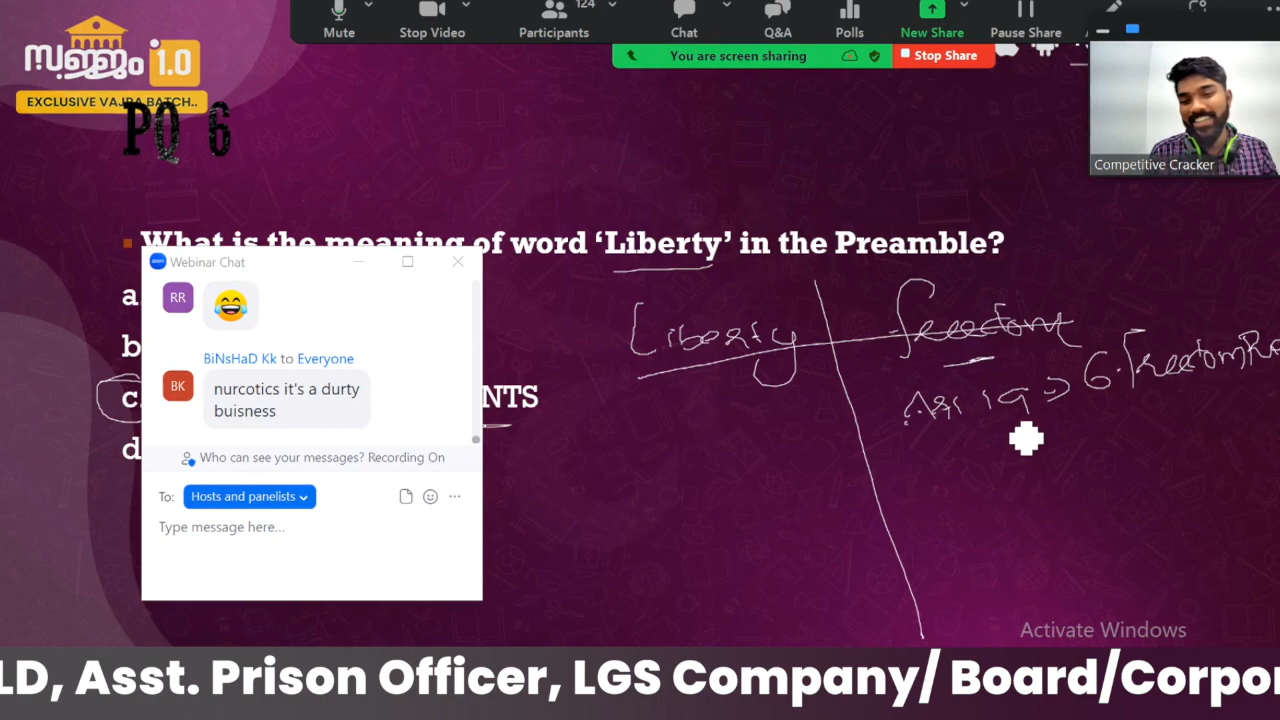 Mute
Stop Video
124
Participants
Chat
Q&A
Polls
New Share
Pause Share
You are screen sharing
Stop Share
സജ്ജം 1.0
EXCLUSIVE VAJRA BATCH..
PQ 6
Competitive Cracker
What is the meaning of word ‘Liberty’ in the Preamble?
a.
b
c.
NTS
d
Webinar Chat
RR
😂
BiNsHaD Kk to Everyone
BK
nurcotics it's a durty
buisness
Who can see your messages? Recording On
To: Hosts and panelists
Type message here...
Liberty
freedom
19 => 6 Freedom
Activate Windows
LD, Asst. Prison Officer, LGS Company/ Board/Corpor